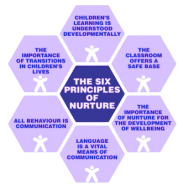 CHILDREN'S
LEARNING IS
UNDERSTOOD
DEVELOPMENTALLY
THE
IMPORTANCE
OF TRANSITIONS
IN CHILDREN'S
LIVES
THE
CLASSROOM
OFFERS A
SAFE BASE
THE SIX
PRINCIPLES
OF
NURTURE
ALL BEHAVIOUR IS
COMMUNICATION
THE
IMPORTANCE
OF NURTURE FOR
THE DEVELOPMENT
OF WELLBEING
LANGUAGE
IS A VITAL
MEANS OF
COMMUNICATION